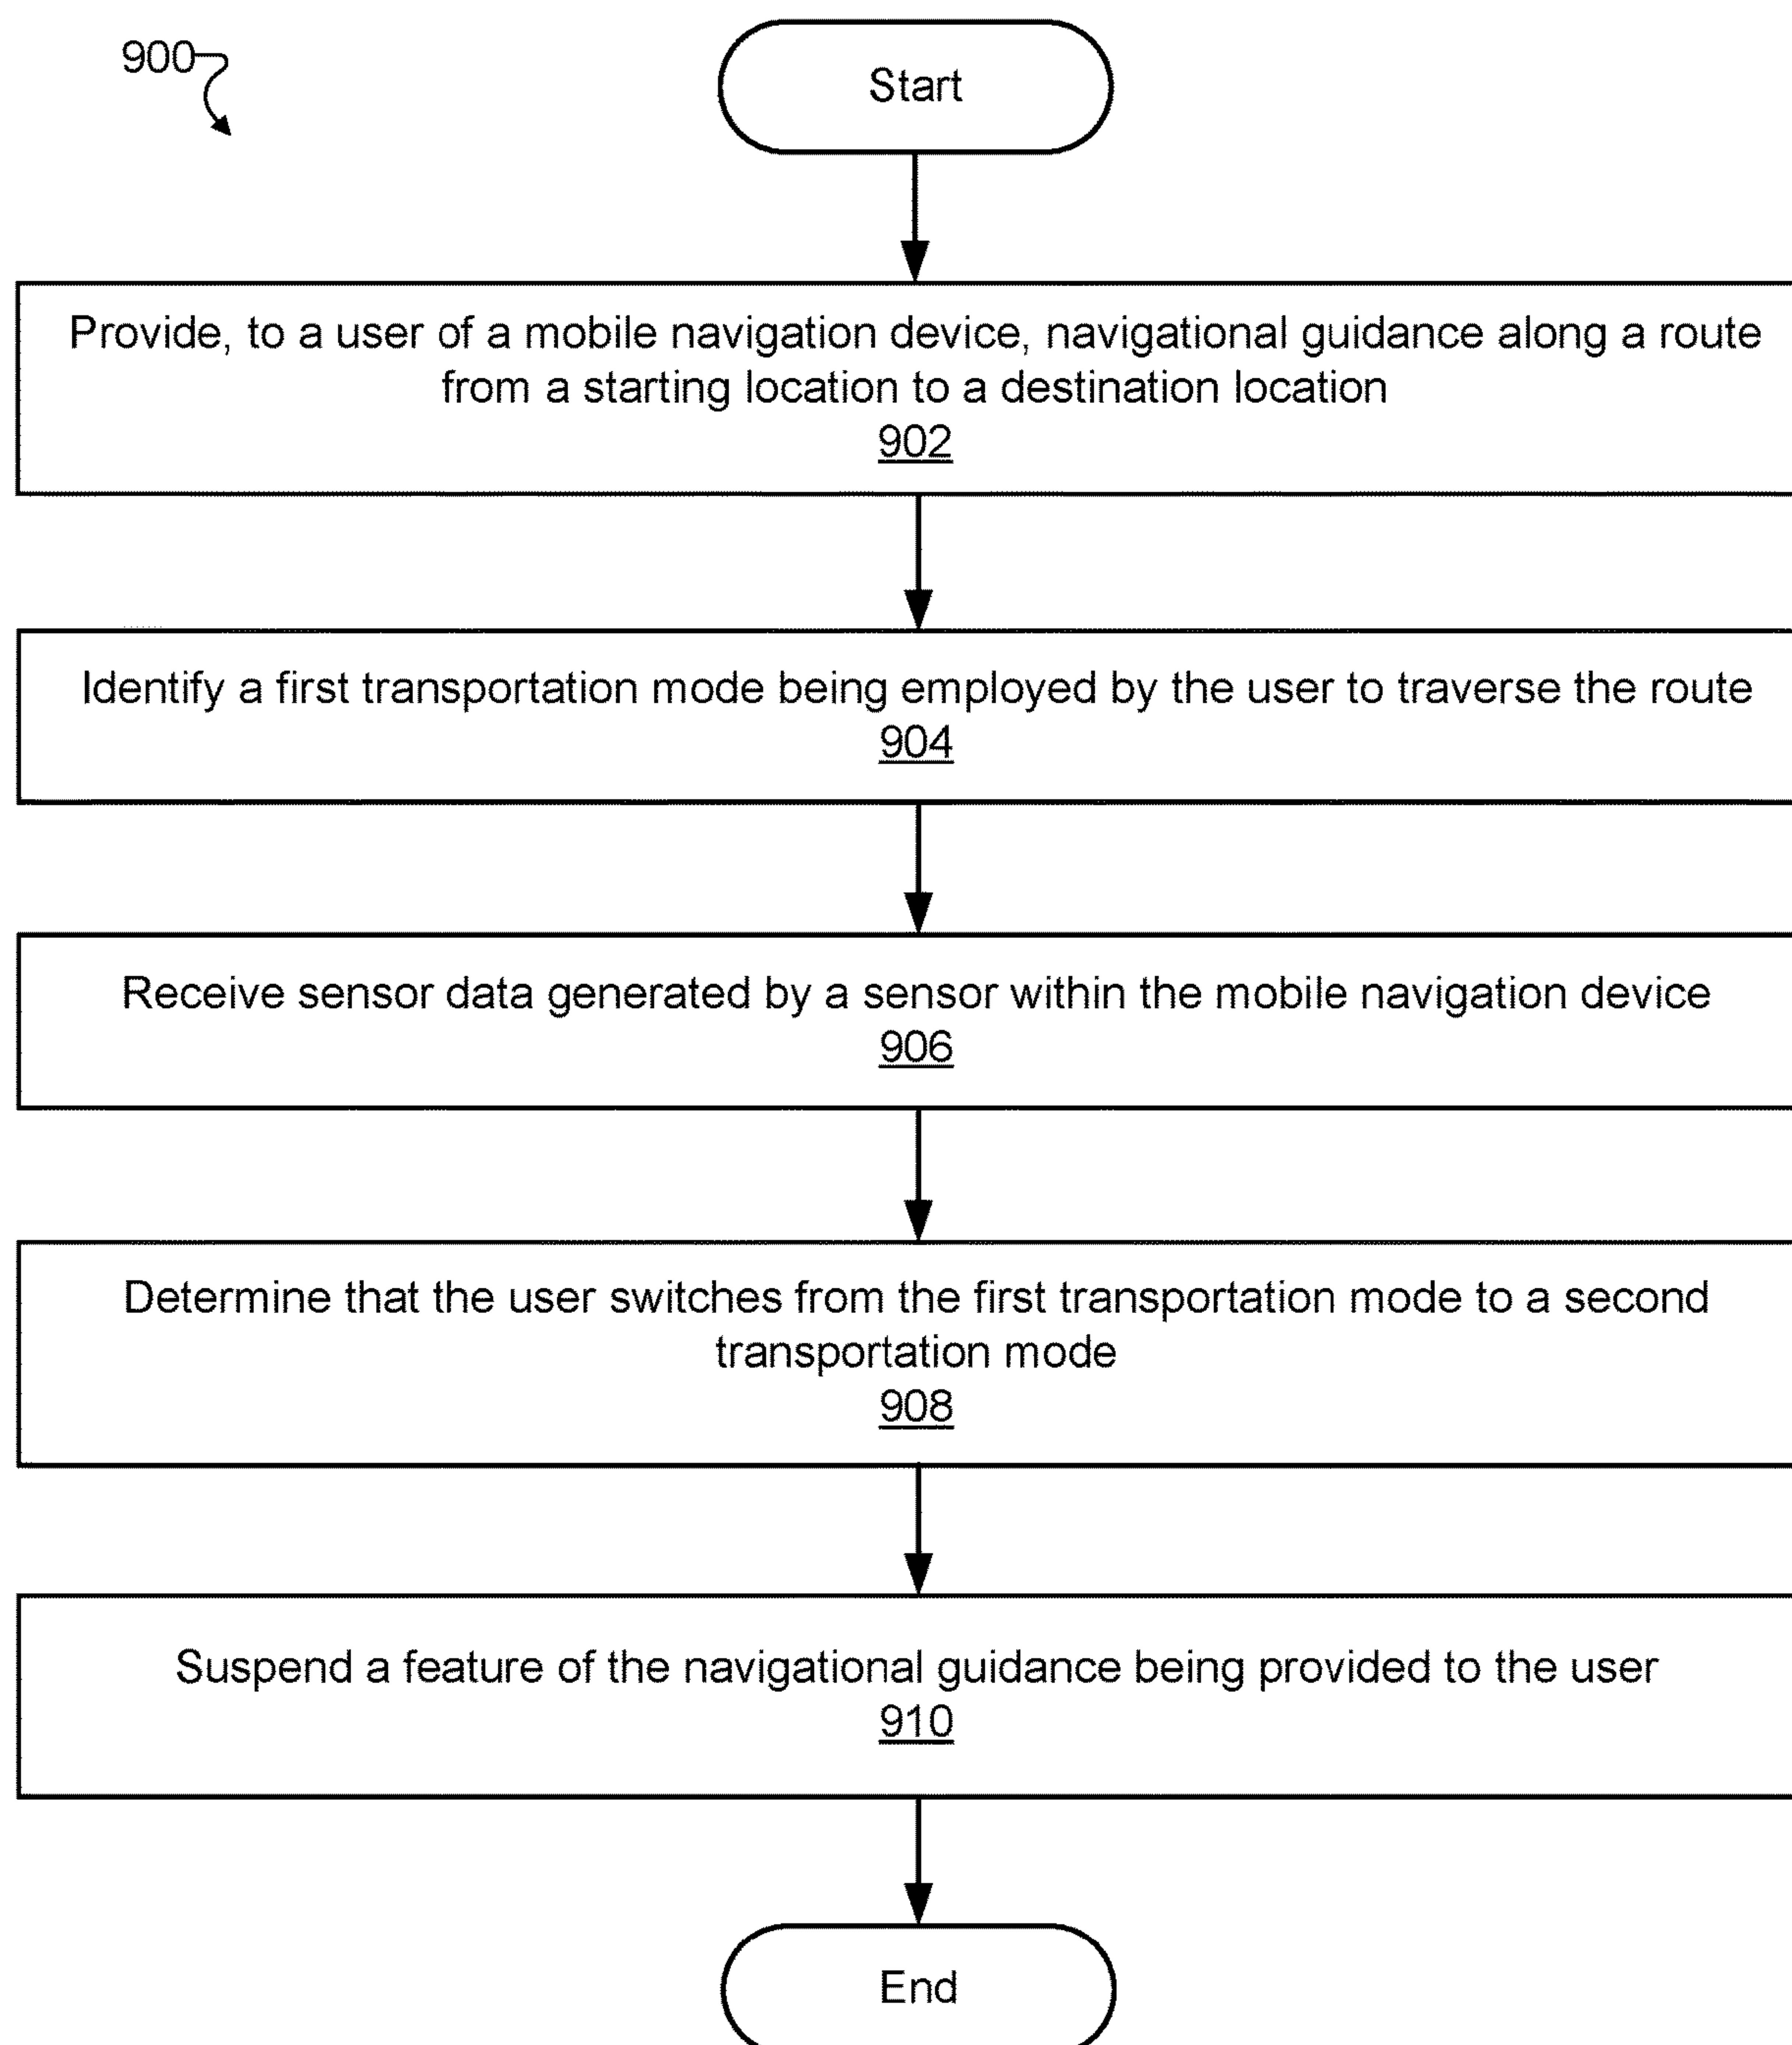 900
Start
Provide, to a user of a mobile navigation device, navigational guidance along a route
from a starting location to a destination location
902
Identify a first transportation mode being employed by the user to traverse the route
904
Receive sensor data generated by a sensor within the mobile navigation device
906
Determine that the user switches from the first transportation mode to a second
transportation mode
908
Suspend a feature of the navigational guidance being provided to the user
910
End